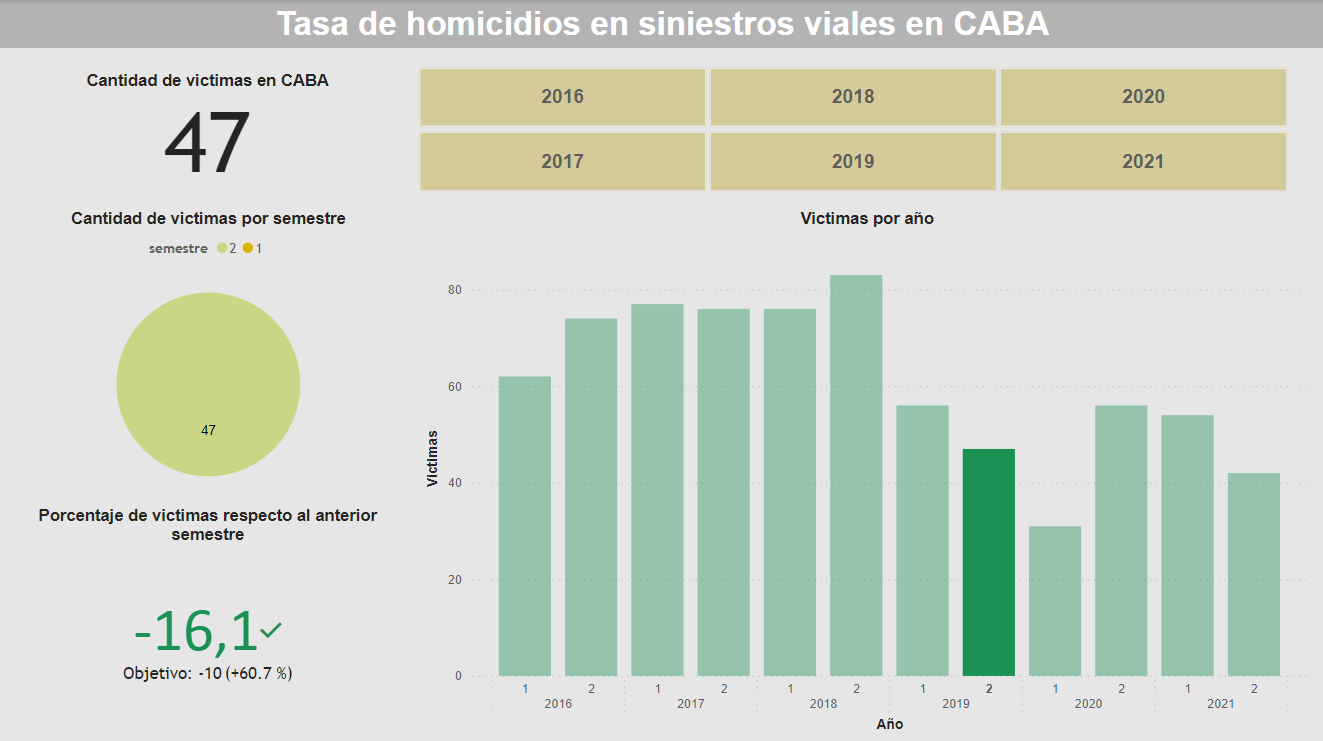 Tasa de homicidios en siniestros viales en CABA
Cantidad de victimas en CABA
47
2016 2018 2020
2017 2019 2021
Cantidad de victimas por semestre
semestre 2 1
47
Porcentaje de victimas respecto al anterior
semestre
-16,1
Objetivo: -10 (+60.7 %)
Victimas por año
Victimas
80
60
40
20
0
1 2 1 2 1 2 1 2 1 2 1 2
2016 2017 2018 2019 2020 2021
Año